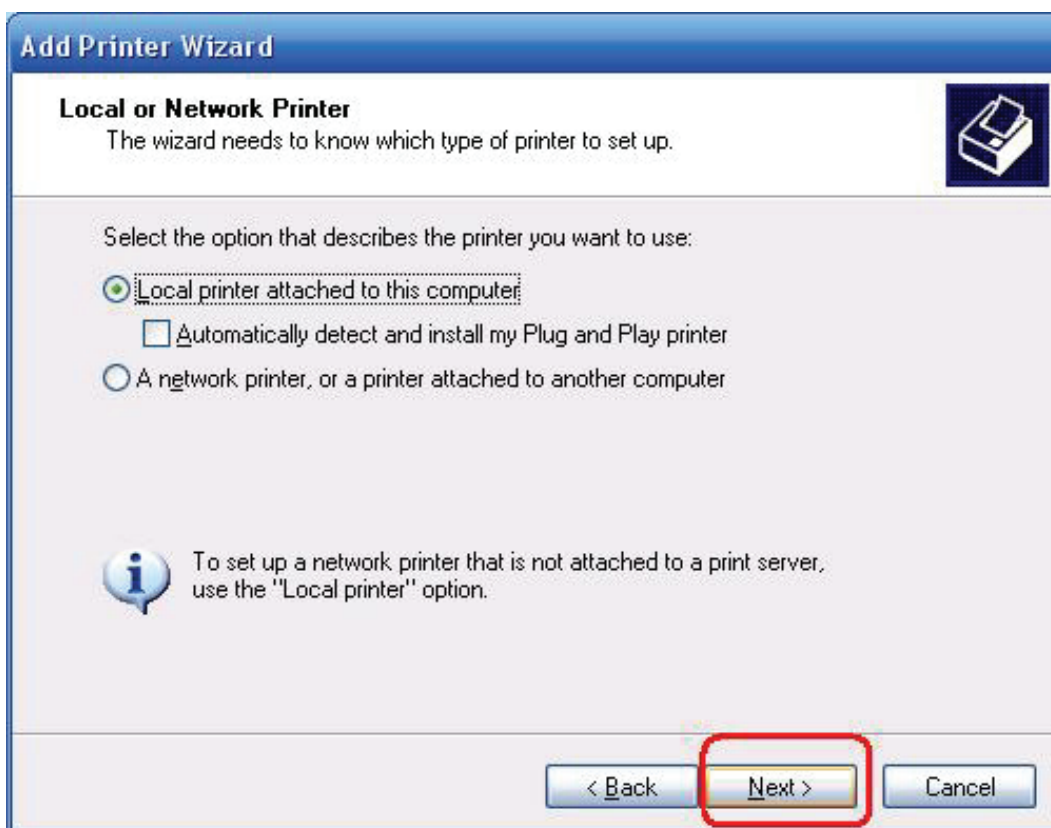 Add Printer Wizard
Local or Network Printer
The wizard needs to know which type of printer to set up.
Select the option that describes the printer you want to use:
Local printer attached to this computer
Automatically detect and install my Plug and Play printer
A network printer, or a printer attached to another computer
To set up a network printer that is not attached to a print server,
use the "Local printer" option.
< Back Next > Cancel